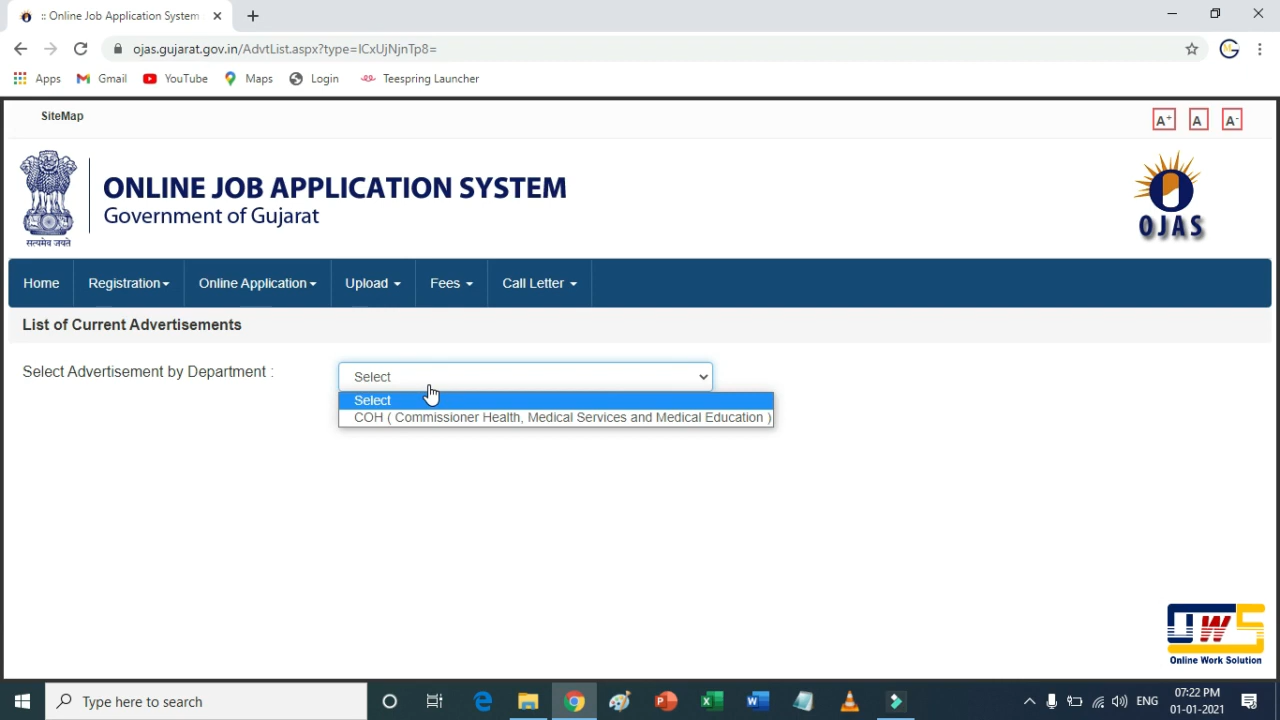 :: Online Job Application System :
ojas.gujarat.gov.in/AdvtList.aspx?type=lCxUjNjnTp8=
Apps Gmail YouTube Maps Login Teespring Launcher
SiteMap
A+ A A-
ONLINE JOB APPLICATION SYSTEM
Government of Gujarat
सत्यमेव जयते
OJAS
Home Registration Online Application Upload Fees Call Letter
List of Current Advertisements
Select Advertisement by Department :
Select
Select
COH ( Commissioner Health, Medical Services and Medical Education )
OWS
Online Work Solution
Type here to search
ENG
07:22 PM
01-01-2021